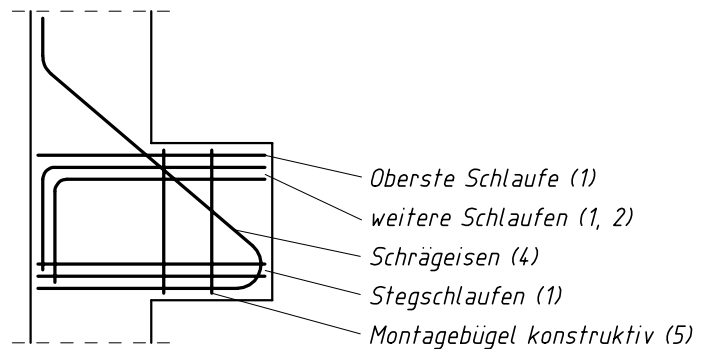 Oberste Schlaufe (1)
weitere Schlaufen (1, 2)
Schrägeisen (4)
Stegschlaufen (1)
Montagebügel konstruktiv (5)